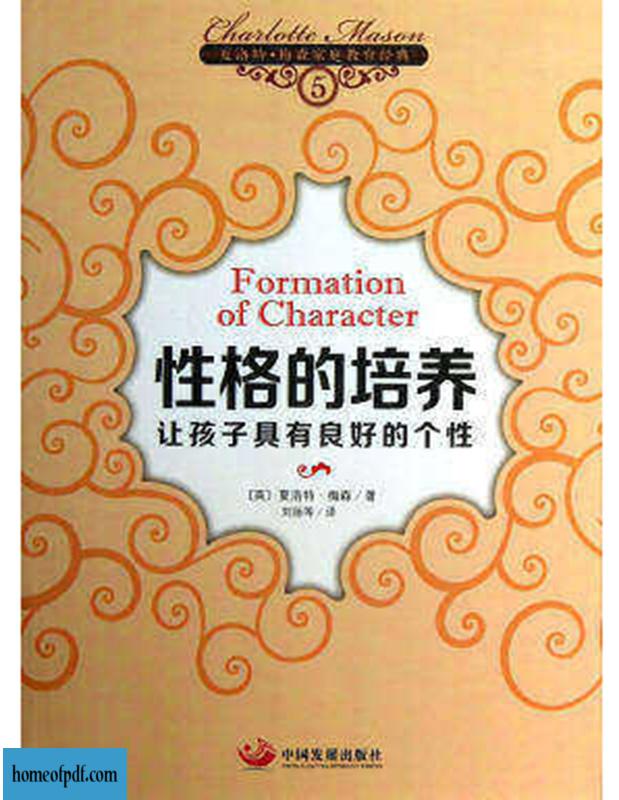 Charlotte Mason
夏洛特·梅森家庭教育经典
5
Formation
of Character
性格的培养
让孩子具有良好的个性
［英］夏洛特·梅森/著
刘 等/译
中国发展出版社
homeofpdf.com